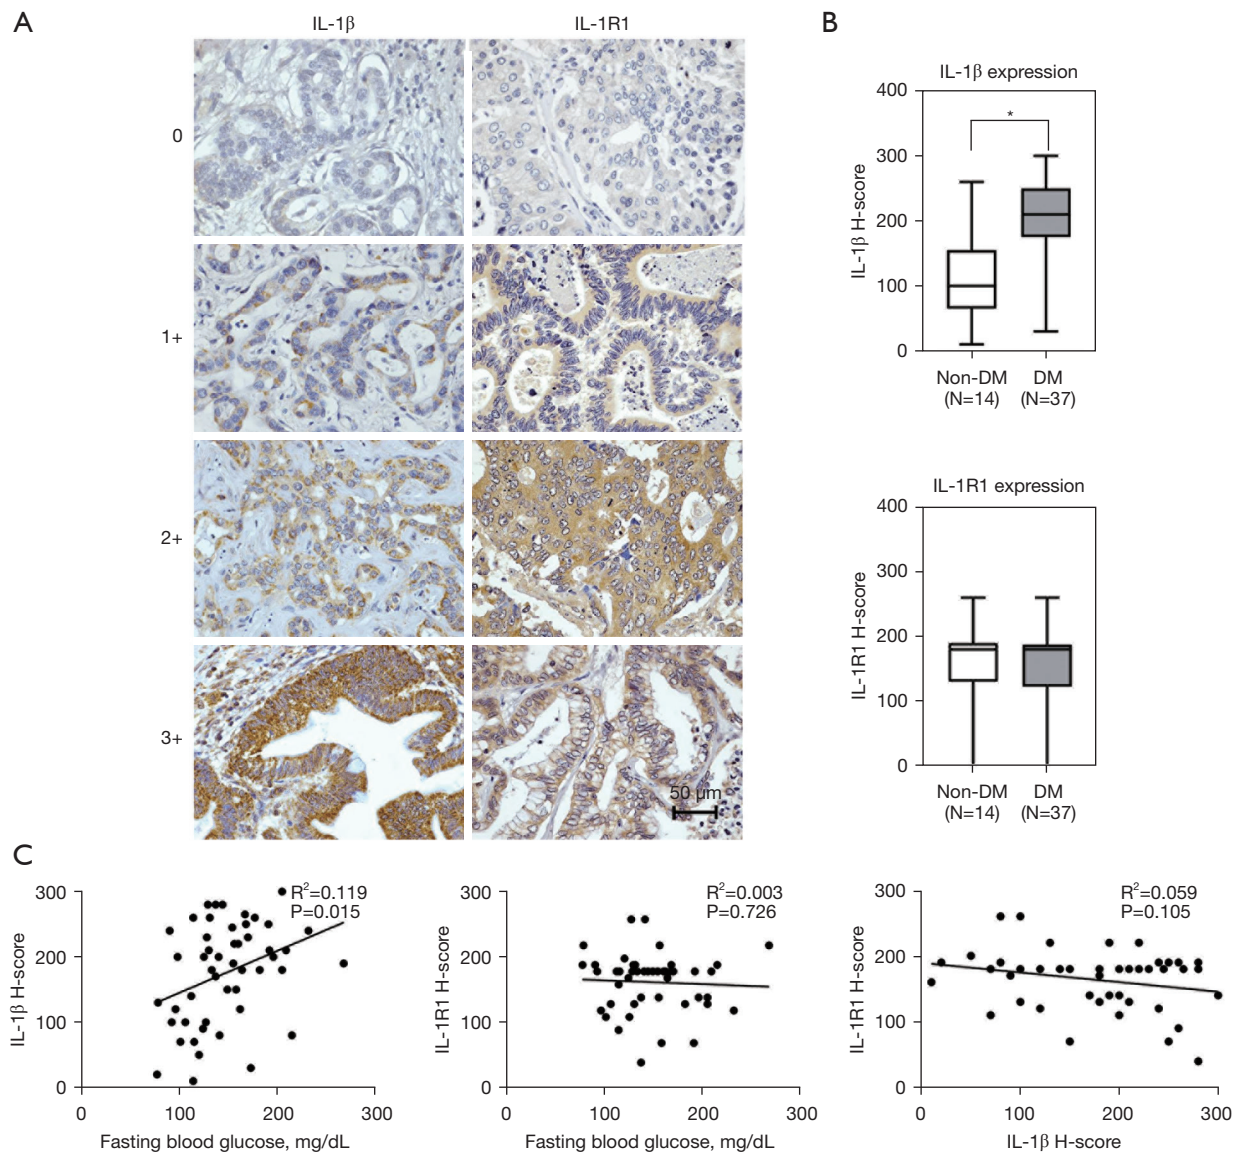 A
IL-1β
IL-1R1
0
1+
2+
3+
50 μm
B
IL-1β expression
400
300
200
100
0
IL-1β H-score
*
Non-DM
(N=14)
DM
(N=37)
IL-1R1 expression
400
300
200
100
0
IL-1R1 H-score
Non-DM
(N=14)
DM
(N=37)
C
300
200
100
0
IL-1β H-score
R²=0.119
P=0.015
0
100
200
300
Fasting blood glucose, mg/dL
300
200
100
0
IL-1R1 H-score
R²=0.003
P=0.726
0
100
200
300
Fasting blood glucose, mg/dL
300
200
100
0
IL-1R1 H-score
R²=0.059
P=0.105
0
100
200
300
IL-1β H-score